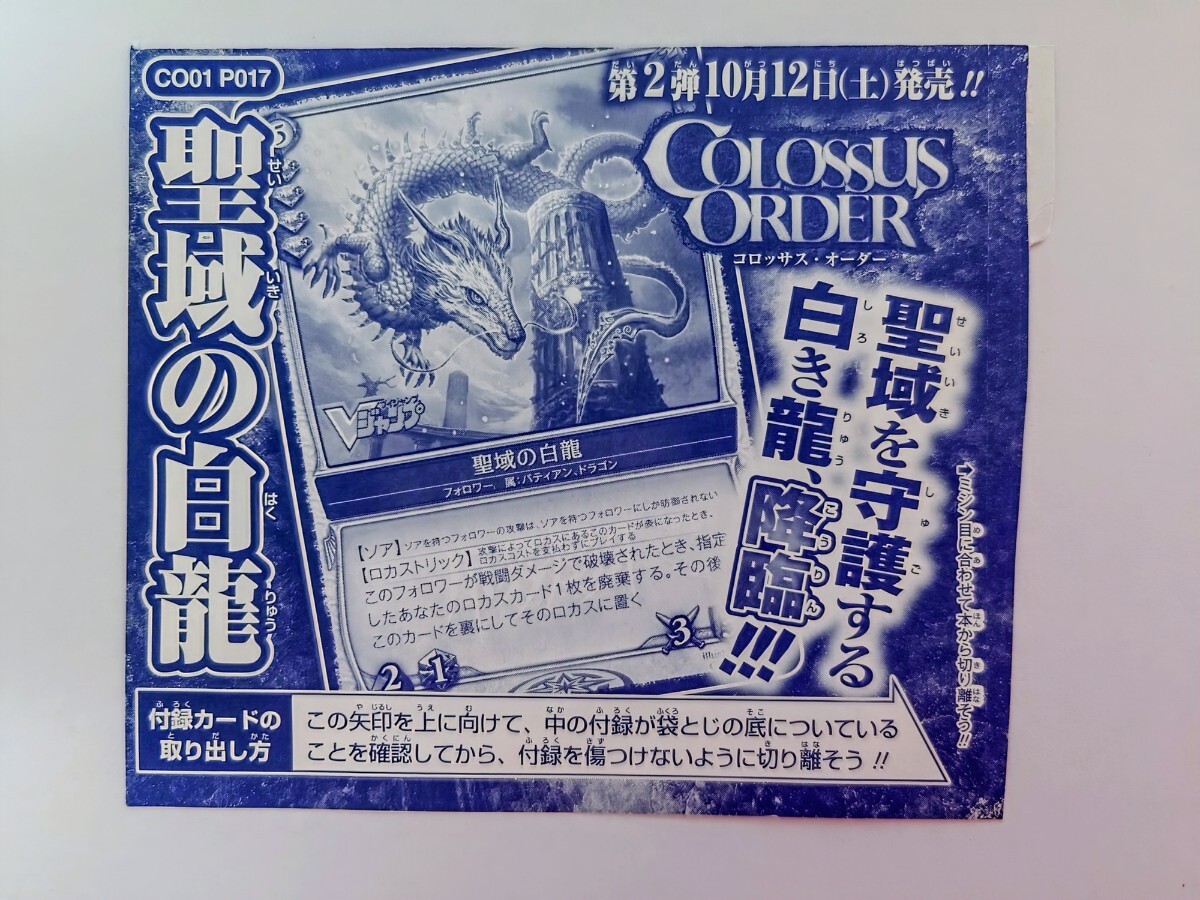 CO01 P017
聖域の白龍
せいいきのはくりゅう
第2弾10月12日(土)発売!!
COLOSSUS
ORDER
コロッサス・オーダー
聖域を守護する
白き龍、降臨!!!
Vジャンプ
聖域の白龍
フォロワー, 属:パティアン、ドラゴン
【ソア】ソアを持つフォロワーの攻撃は、ソアを持つフォロワーにしか防御されない
【ロカストリック】攻撃によってロカスにあるこのカードが表になったとき、
ロカスコストを支払わずにプレイする
このフォロワーが戦闘ダメージで破壊されたとき、指定
したあなたのロカスカード1枚を廃棄する。その後
このカードを裏にしてそのロカスに置く
2 1 3
➡ミシン目に合わせて本から切り離そう!!
付録カードの
取り出し方
この矢印を上に向けて、中の付録が袋とじの底についている
ことを確認してから、付録を傷つけないように切り離そう!!